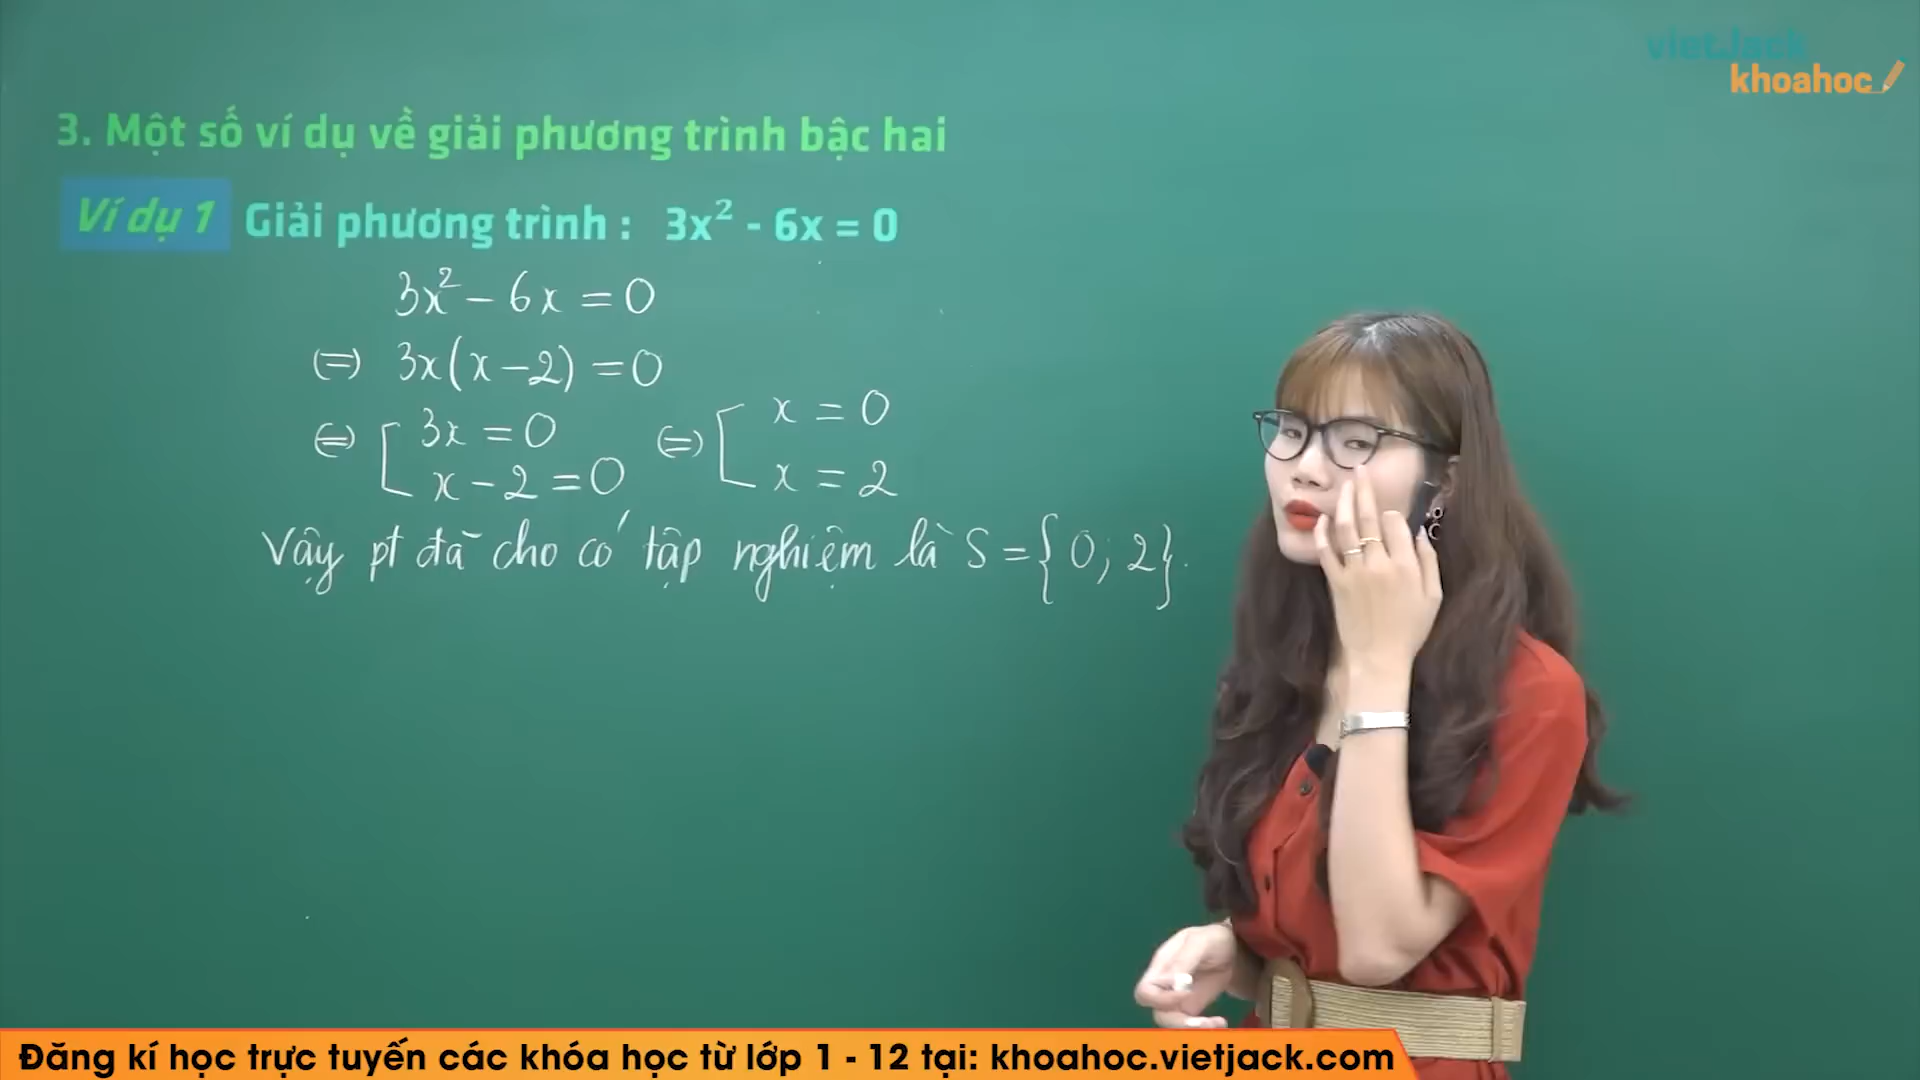 vietJack
khoahoc
3. Một số ví dụ về giải phương trình bậc hai
Ví dụ 1 Giải phương trình : 3x² - 6x = 0
3x² - 6x = 0
(=) 3x(x - 2) = 0
(=) [ 3x = 0 (=) [ x = 0
x - 2 = 0 x = 2
Vậy pt đã cho có tập nghiệm là S = {0; 2}.
Đăng kí học trực tuyến các khóa học từ lớp 1 - 12 tại: khoahoc.vietjack.com